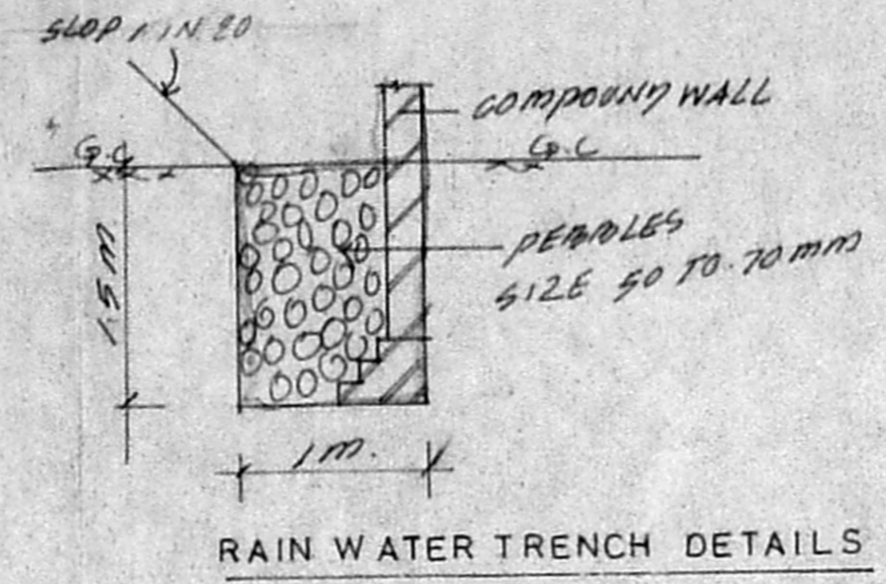 SLOP 1 IN 20
COMPOUND WALL
G.L
G.L
1.5 M
PEBBLES
SIZE 50 TO 70 mm
1 m.
RAIN WATER TRENCH DETAILS